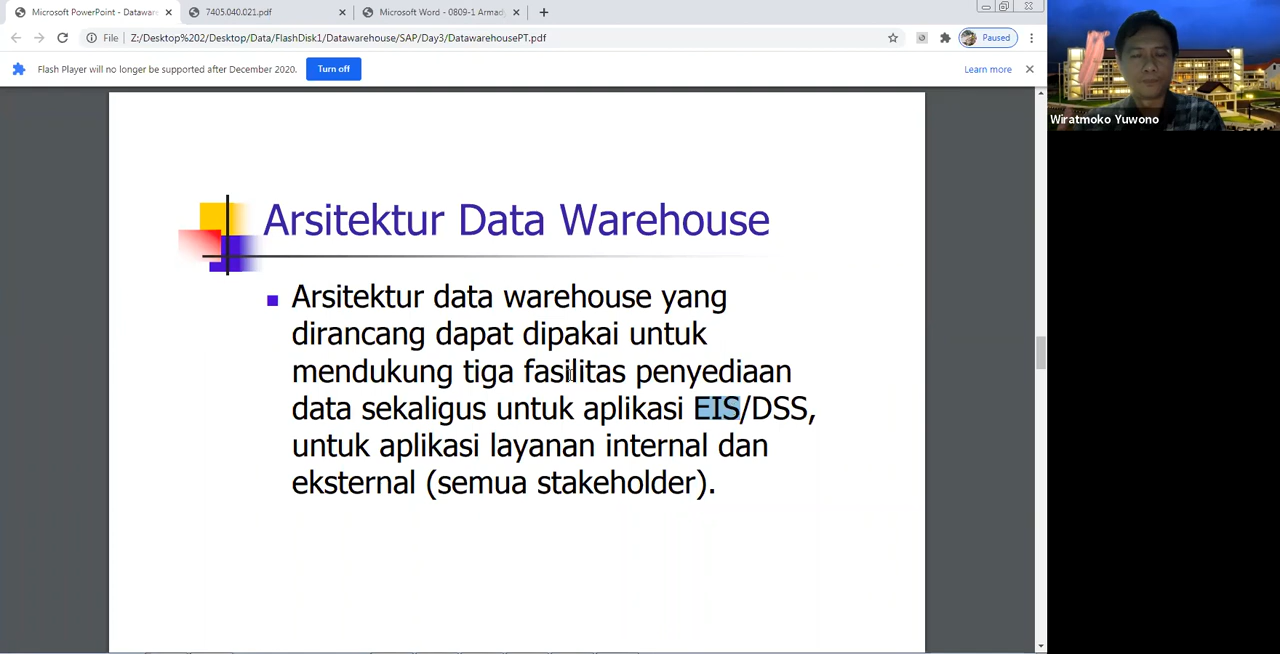 Microsoft PowerPoint - Datawar
7405.040.021.pdf
Microsoft Word - 0809-1 Armad
File
Z:/Desktop%202/Desktop/Data/FlashDisk1/Datawarehouse/SAP/Day3/DatawarehousePT.pdf
Paused
Flash Player will no longer be supported after December 2020.
Turn off
Learn more
Wiratmoko Yuwono
Arsitektur Data Warehouse
Arsitektur data warehouse yang
dirancang dapat dipakai untuk
mendukung tiga fasilitas penyediaan
data sekaligus untuk aplikasi EIS/DSS,
untuk aplikasi layanan internal dan
eksternal (semua stakeholder).